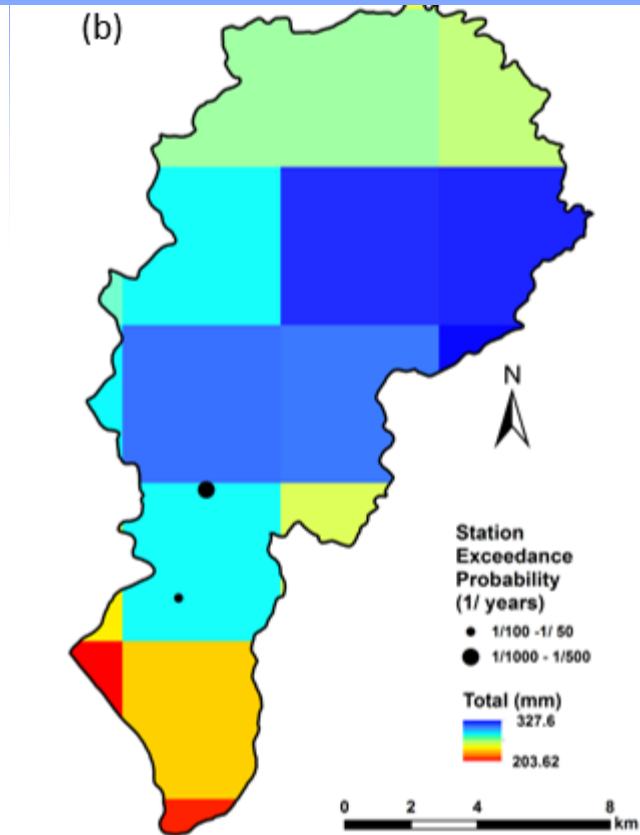 (b)
N
Station
Exceedance
Probability
(1/ years)
1/100 -1/ 50
1/1000 - 1/500
Total (mm)
327.6
203.62
0 2 4 8
km